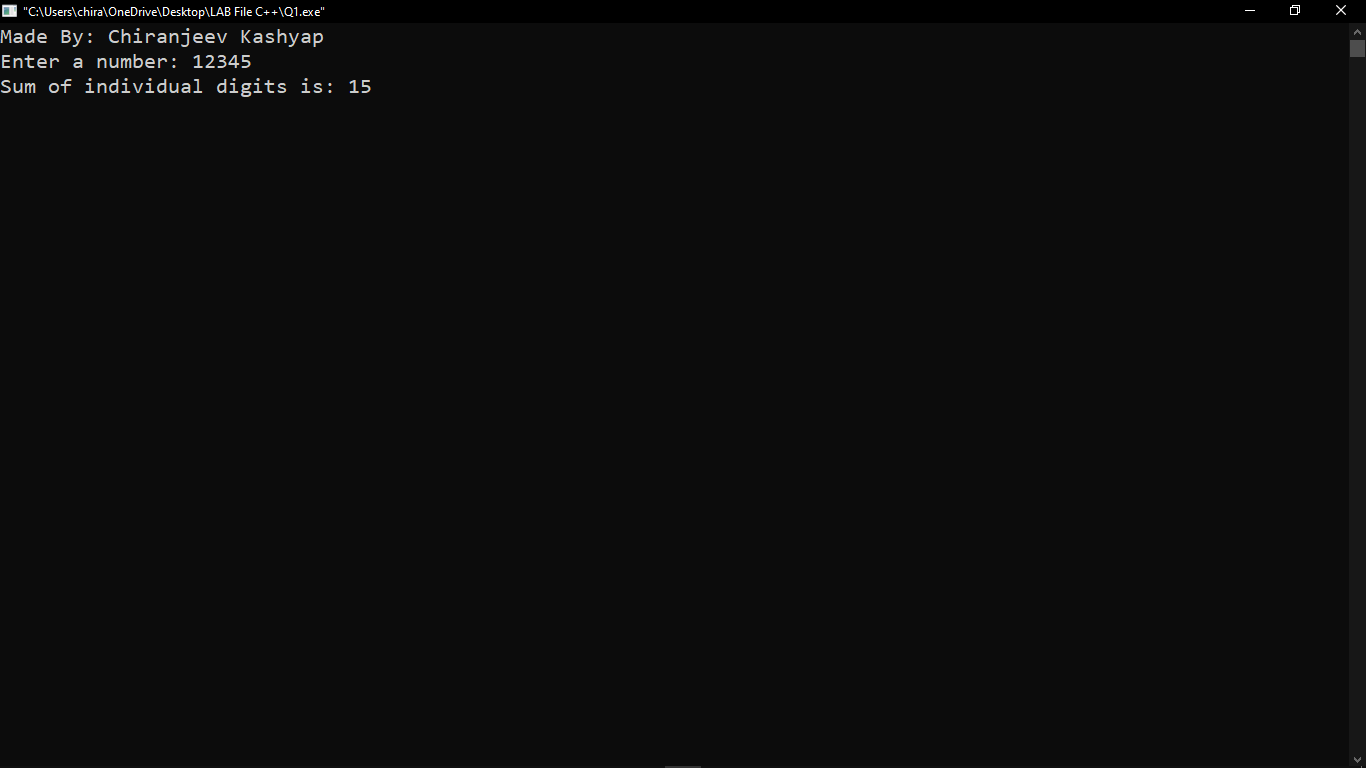 "C:\Users\chira\OneDrive\Desktop\LAB File C++\Q1.exe"
Made By: Chiranjeev Kashyap
Enter a number: 12345
Sum of individual digits is: 15